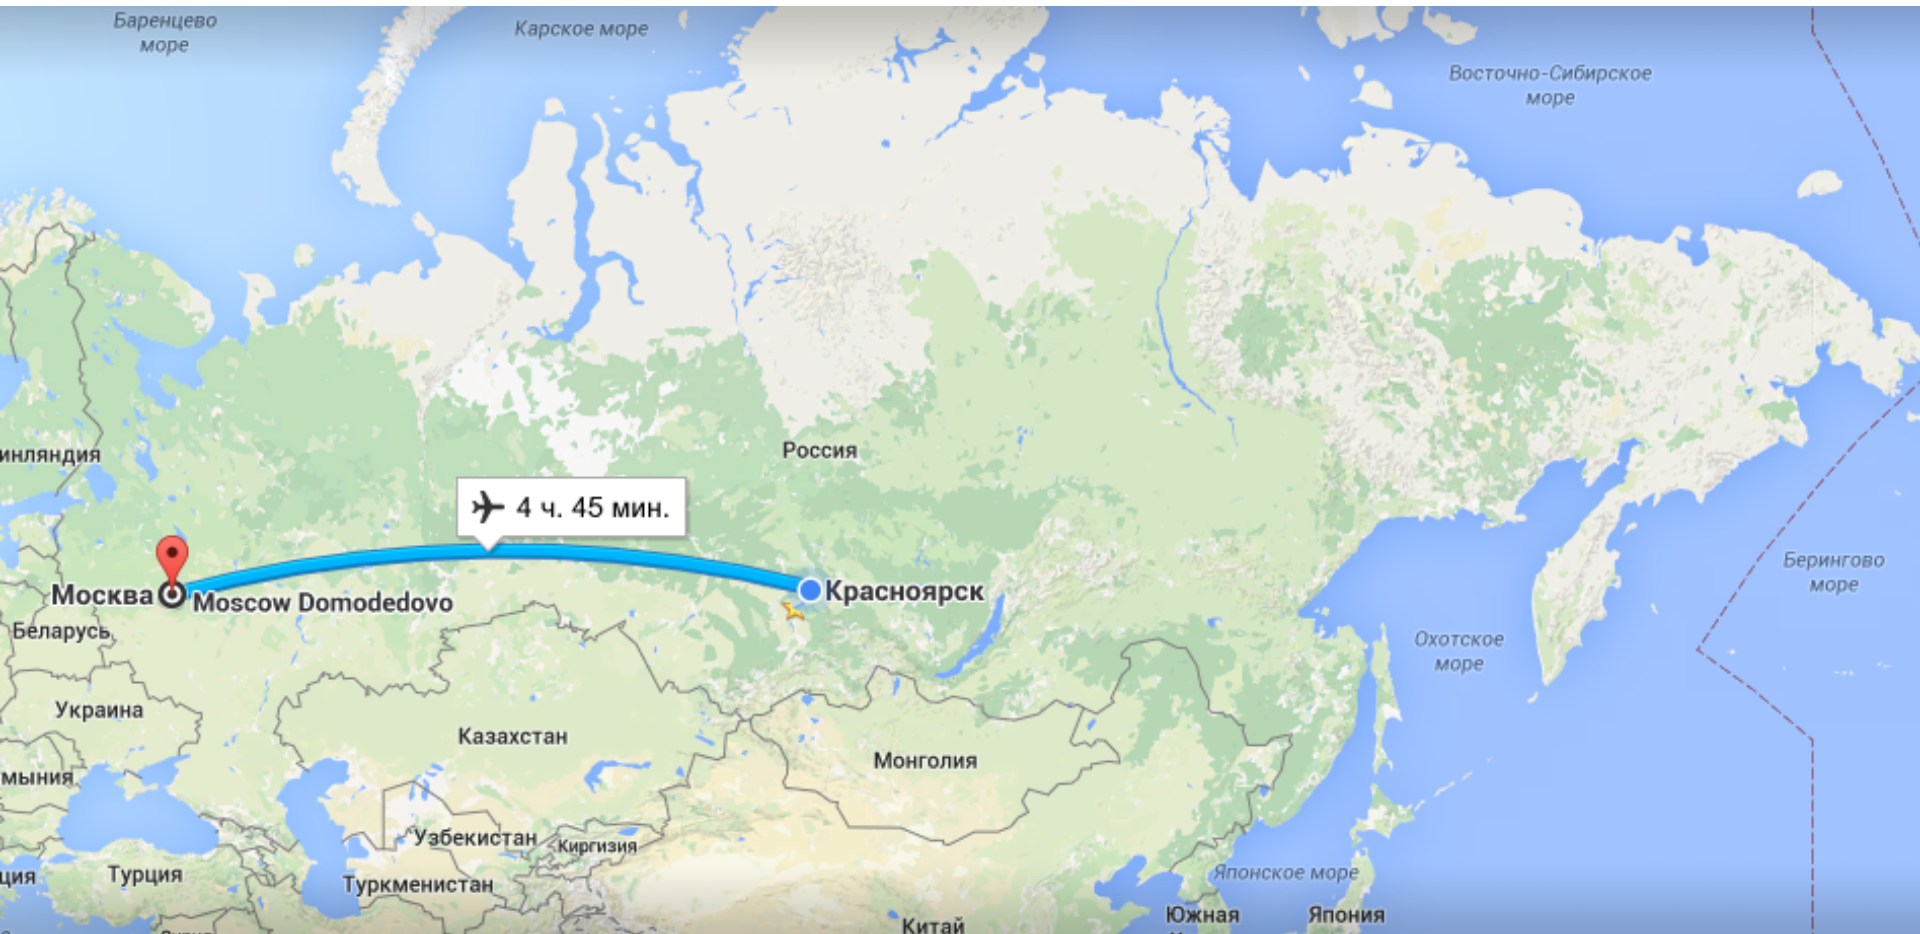 Баренцево
море
Карское море
Восточно-Сибирское
море
инляндия
Россия
4 ч. 45 мин.
Берингово
море
Москва
Moscow Domodedovo
Красноярск
Беларусь
Охотское
море
Украина
Казахстан
Монголия
мыния
Узбекистан
Киргизия
ция
Турция
Туркменистан
Японское море
Южная
Япония
Китай